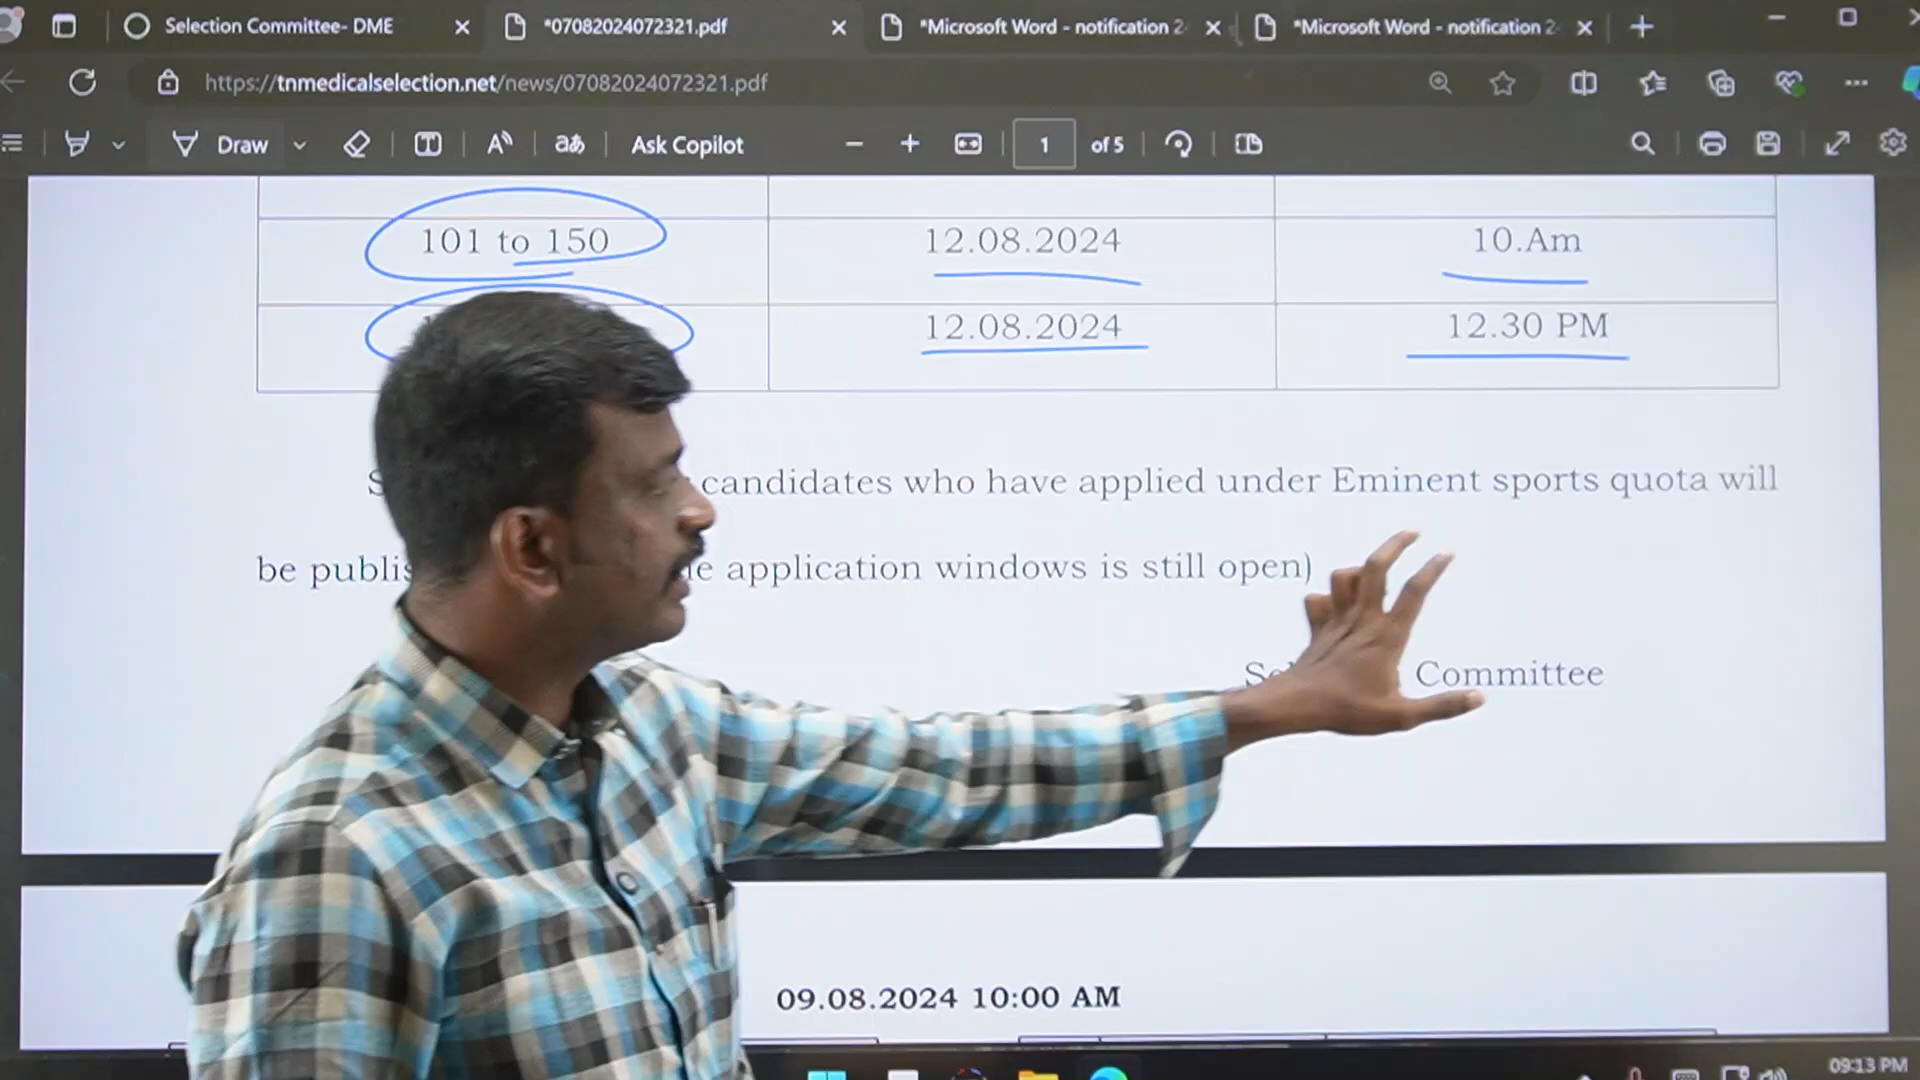 Selection Committee- DME
*07082024072321.pdf
*Microsoft Word - notification 2
*Microsoft Word - notification 2
https://tnmedicalselection.net/news/07082024072321.pdf
Draw
aあ
Ask Copilot
1 of 5
101 to 150 12.08.2024 10.Am
12.08.2024 12.30 PM
candidates who have applied under Eminent sports quota will
be application windows is still open)
Committee
09.08.2024 10:00 AM
09:13 PM